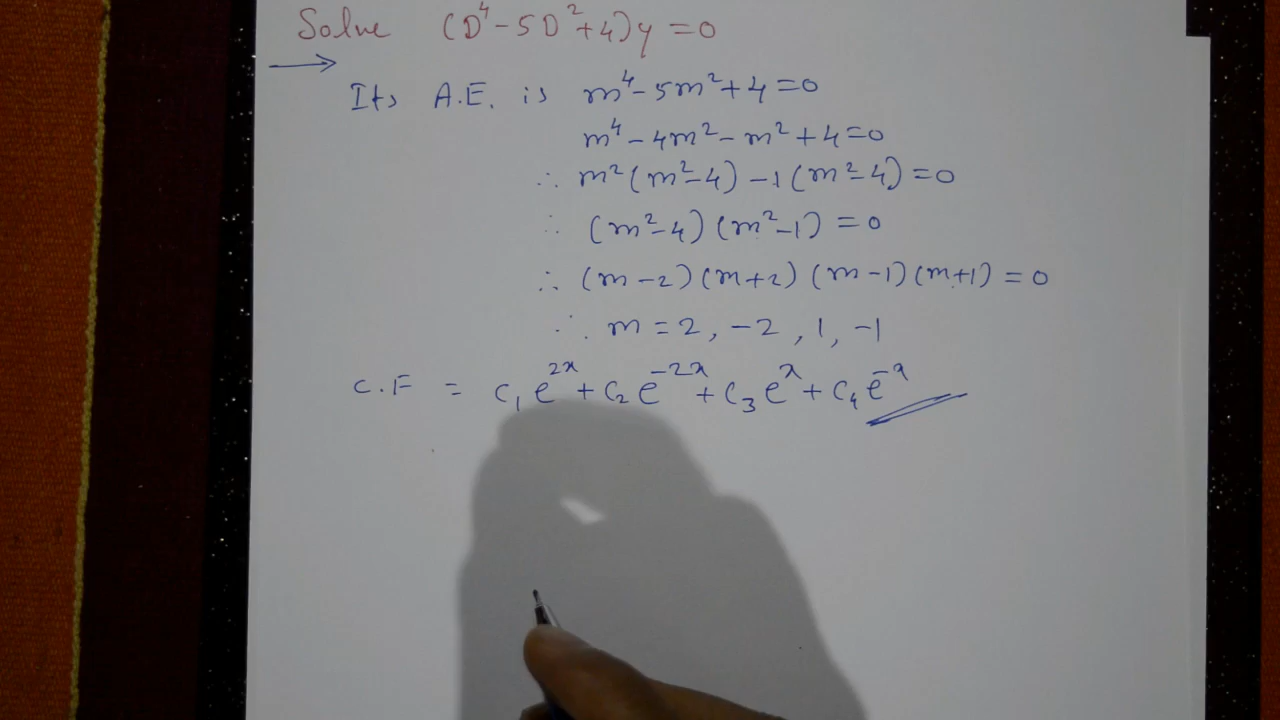 Solve (D⁴-5D²+4)y=0
Its A.E. is m⁴-5m²+4=0
m⁴-4m²-m²+4=0
∴ m²(m²-4)-1(m²-4)=0
∴ (m²-4)(m²-1)=0
∴ (m-2)(m+2)(m-1)(m+1)=0
∴ m=2,-2,1,-1
C.F = c₁e²ˣ+c₂e⁻²ˣ+c₃eˣ+c₄e⁻ˣ